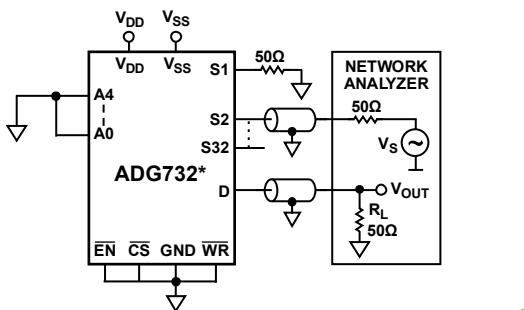 VDD VSS
VDD VSS
S1 50Ω
NETWORK
ANALYZER
50Ω
A4
A0
S2
S32
VS
ADG732*
D
VOUT
RL
50Ω
EN CS GND WR